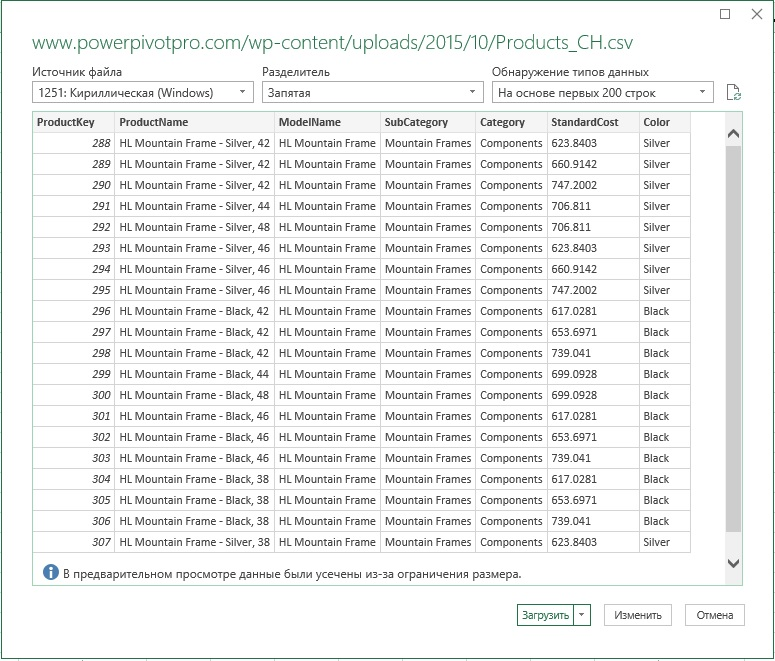 www.powerpivotpro.com/wp-content/uploads/2015/10/Products_CH.csv
Источник файла Разделитель Обнаружение типов данных
1251: Кириллическая (Windows) Запятая На основе первых 200 строк
ProductKey ProductName ModelName SubCategory Category StandardCost Color
288 HL Mountain Frame - Silver, 42 HL Mountain Frame Mountain Frames Components 623.8403 Silver
289 HL Mountain Frame - Silver, 42 HL Mountain Frame Mountain Frames Components 660.9142 Silver
290 HL Mountain Frame - Silver, 42 HL Mountain Frame Mountain Frames Components 747.2002 Silver
291 HL Mountain Frame - Silver, 44 HL Mountain Frame Mountain Frames Components 706.811 Silver
292 HL Mountain Frame - Silver, 48 HL Mountain Frame Mountain Frames Components 706.811 Silver
293 HL Mountain Frame - Silver, 46 HL Mountain Frame Mountain Frames Components 623.8403 Silver
294 HL Mountain Frame - Silver, 46 HL Mountain Frame Mountain Frames Components 660.9142 Silver
295 HL Mountain Frame - Silver, 46 HL Mountain Frame Mountain Frames Components 747.2002 Silver
296 HL Mountain Frame - Black, 42 HL Mountain Frame Mountain Frames Components 617.0281 Black
297 HL Mountain Frame - Black, 42 HL Mountain Frame Mountain Frames Components 653.6971 Black
298 HL Mountain Frame - Black, 42 HL Mountain Frame Mountain Frames Components 739.041 Black
299 HL Mountain Frame - Black, 44 HL Mountain Frame Mountain Frames Components 699.0928 Black
300 HL Mountain Frame - Black, 48 HL Mountain Frame Mountain Frames Components 699.0928 Black
301 HL Mountain Frame - Black, 46 HL Mountain Frame Mountain Frames Components 617.0281 Black
302 HL Mountain Frame - Black, 46 HL Mountain Frame Mountain Frames Components 653.6971 Black
303 HL Mountain Frame - Black, 46 HL Mountain Frame Mountain Frames Components 739.041 Black
304 HL Mountain Frame - Black, 38 HL Mountain Frame Mountain Frames Components 617.0281 Black
305 HL Mountain Frame - Black, 38 HL Mountain Frame Mountain Frames Components 653.6971 Black
306 HL Mountain Frame - Black, 38 HL Mountain Frame Mountain Frames Components 739.041 Black
307 HL Mountain Frame - Silver, 38 HL Mountain Frame Mountain Frames Components 623.8403 Silver
В предварительном просмотре данные были усечены из-за ограничения размера.
Загрузить Изменить Отмена